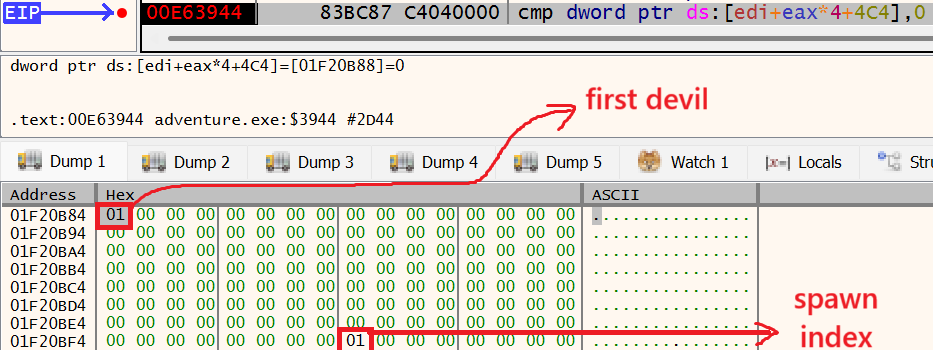 EIP 00E63944 83BC87 C4040000 cmp dword ptr ds:[edi+eax*4+4C4],0
dword ptr ds:[edi+eax*4+4C4]=[01F20B88]=0
first devil
.text:00E63944 adventure.exe:$3944 #2D44
Dump 1 Dump 2 Dump 3 Dump 4 Dump 5 Watch 1 [x=] Locals Stru
Address Hex ASCII
01F20B84 01 00 00 00 00 00 00 00 00 00 00 00 00 00 00 00 ................
01F20B94 00 00 00 00 00 00 00 00 00 00 00 00 00 00 00 00 ................
01F20BA4 00 00 00 00 00 00 00 00 00 00 00 00 00 00 00 00 ................
01F20BB4 00 00 00 00 00 00 00 00 00 00 00 00 00 00 00 00 ................
01F20BC4 00 00 00 00 00 00 00 00 00 00 00 00 00 00 00 00 ................
01F20BD4 00 00 00 00 00 00 00 00 00 00 00 00 00 00 00 00 ................
01F20BE4 00 00 00 00 00 00 00 00 00 00 00 00 00 00 00 00 ................
01F20BF4 00 00 00 00 00 00 00 00 01 00 00 00 00 00 00 00 ................
spawn
index